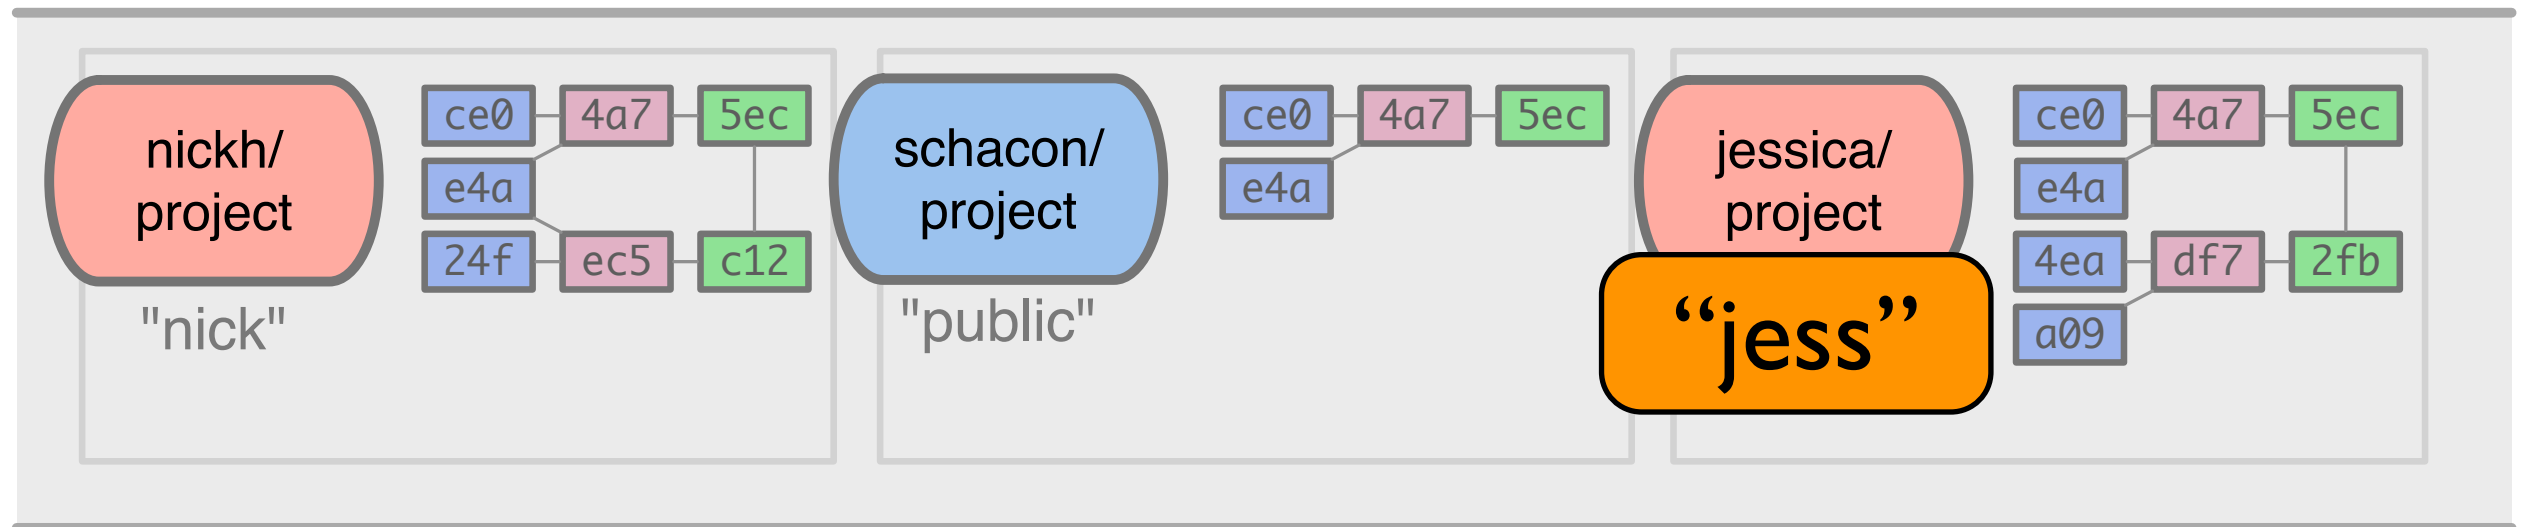 nickh/
project
"nick"
ce0 4a7 5ec
e4a
24f ec5 c12
schacon/
project
"public"
ce0 4a7 5ec
e4a
jessica/
project
“jess”
ce0 4a7 5ec
e4a
4ea df7 2fb
a09